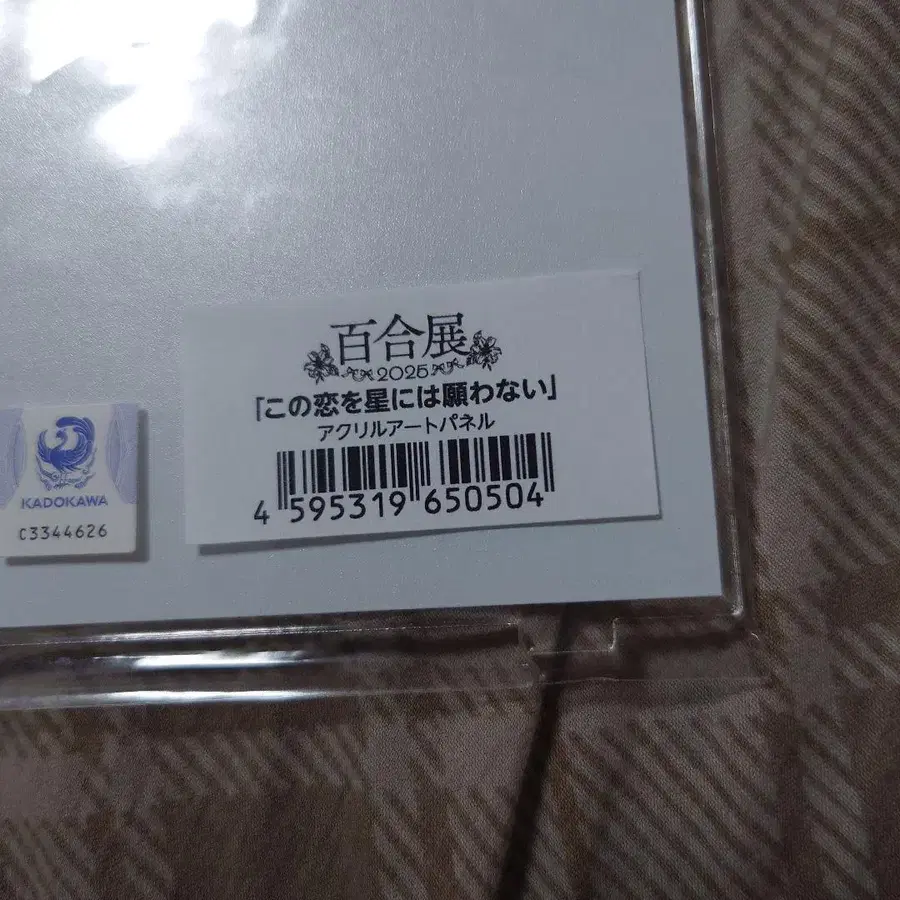 百合展
2025
「この恋を星には願わない」
アクリルアートパネル
4 595319 650504
KADOKAWA
C3344626